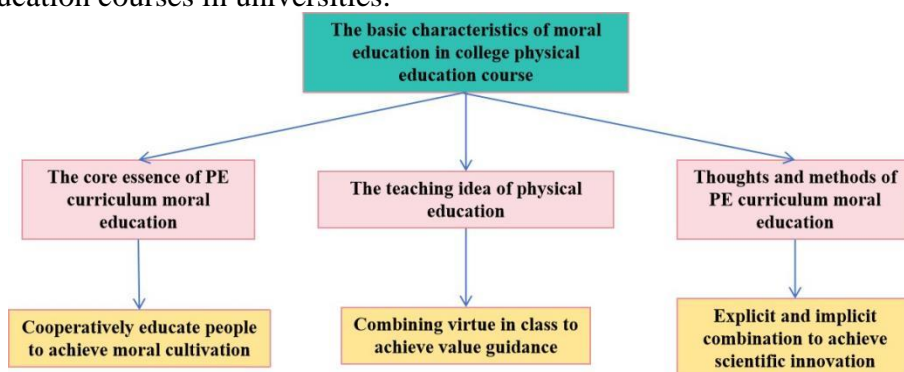 ucation courses in universities.
The basic characteristics of moral
education in college physical
education course
The core essence of PE
curriculum moral
education
The teaching idea of physical
education
Thoughts and methods of
PE curriculum moral
education
Cooperatively educate people
to achieve moral cultivation
Combining virtue in class to
achieve value guidance
Explicit and implicit
combination to achieve
scientific innovation